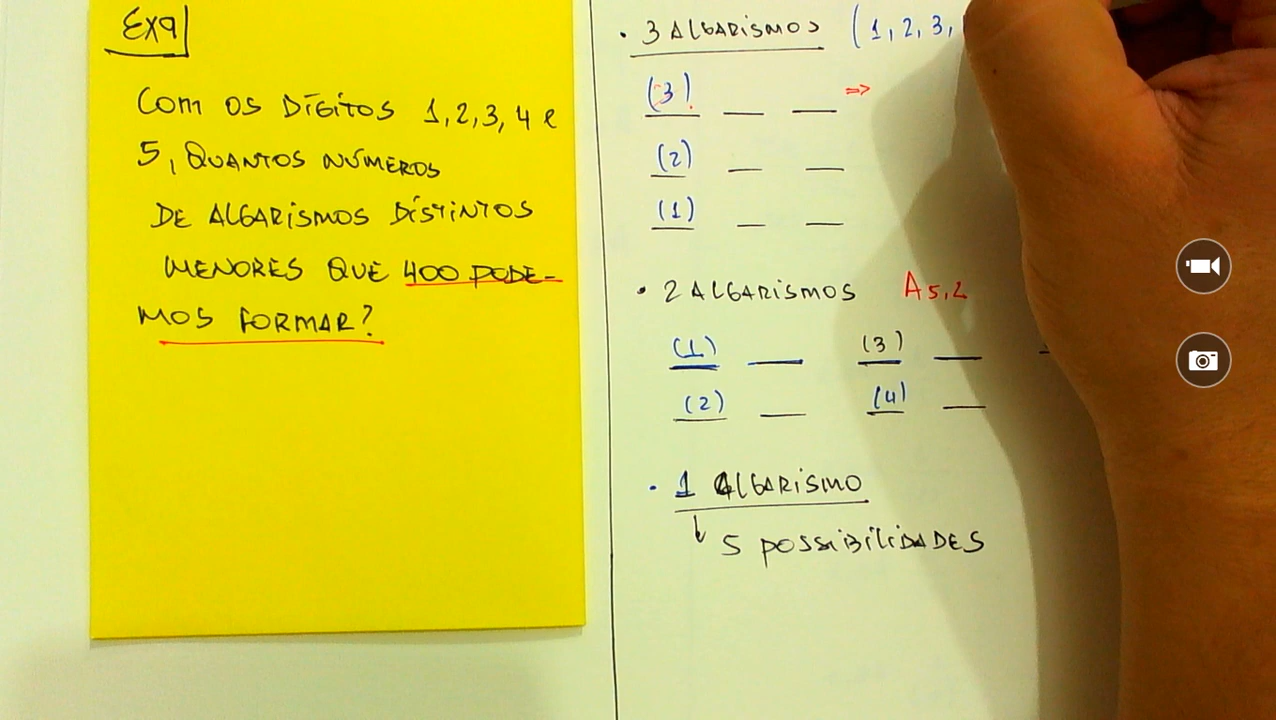 Ex9
Com os Dígitos 1, 2, 3, 4 e
5, Quantos números
DE ALGARISMOS DISTINTOS
MENORES QUE 400 PODE-
MOS FORMAR?
• 3 ALGARISMOS (1, 2, 3,
(3) __ __ ⇒
(2) __ __
(1) __ __
• 2 ALGARISMOS A5,2
(1) __ (3) __
(2) __ (4) __
• 1 ALGARISMO
↓ 5 POSSIBILIDADES